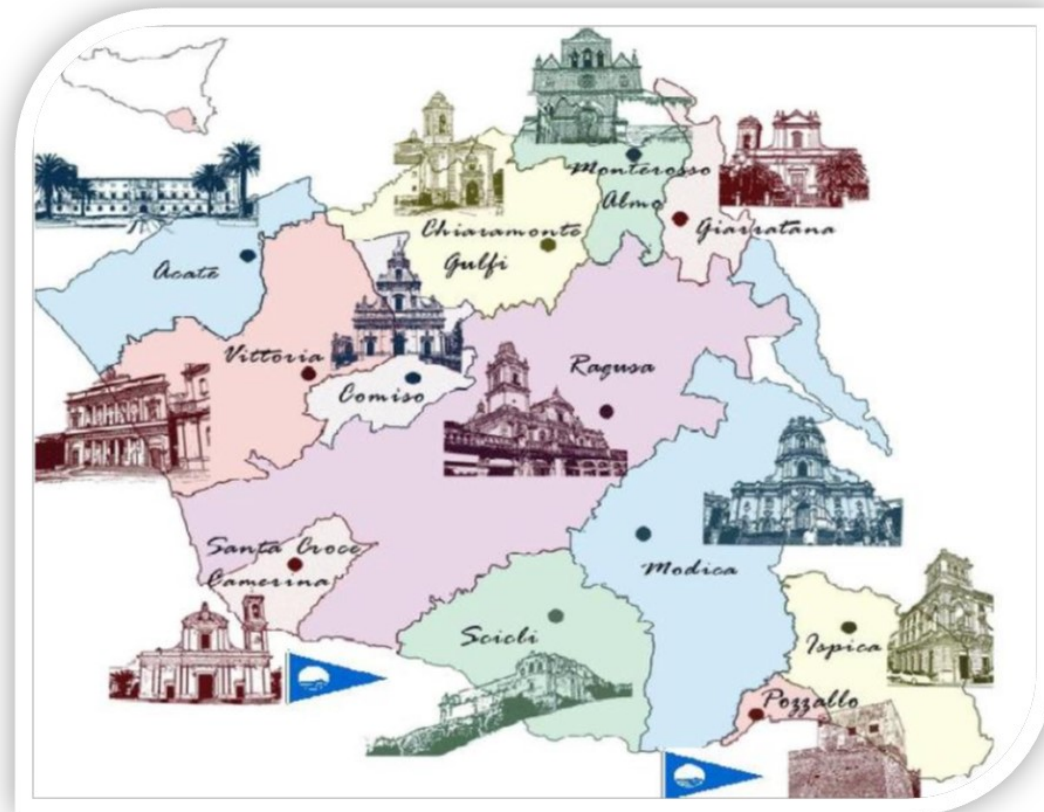 Monterosso
Almo
Chiaramonte
Gulfi
Giarratana
Acate
Vittoria
Comiso
Ragusa
Santa Croce
Camerina
Modica
Scicli
Ispica
Pozzallo